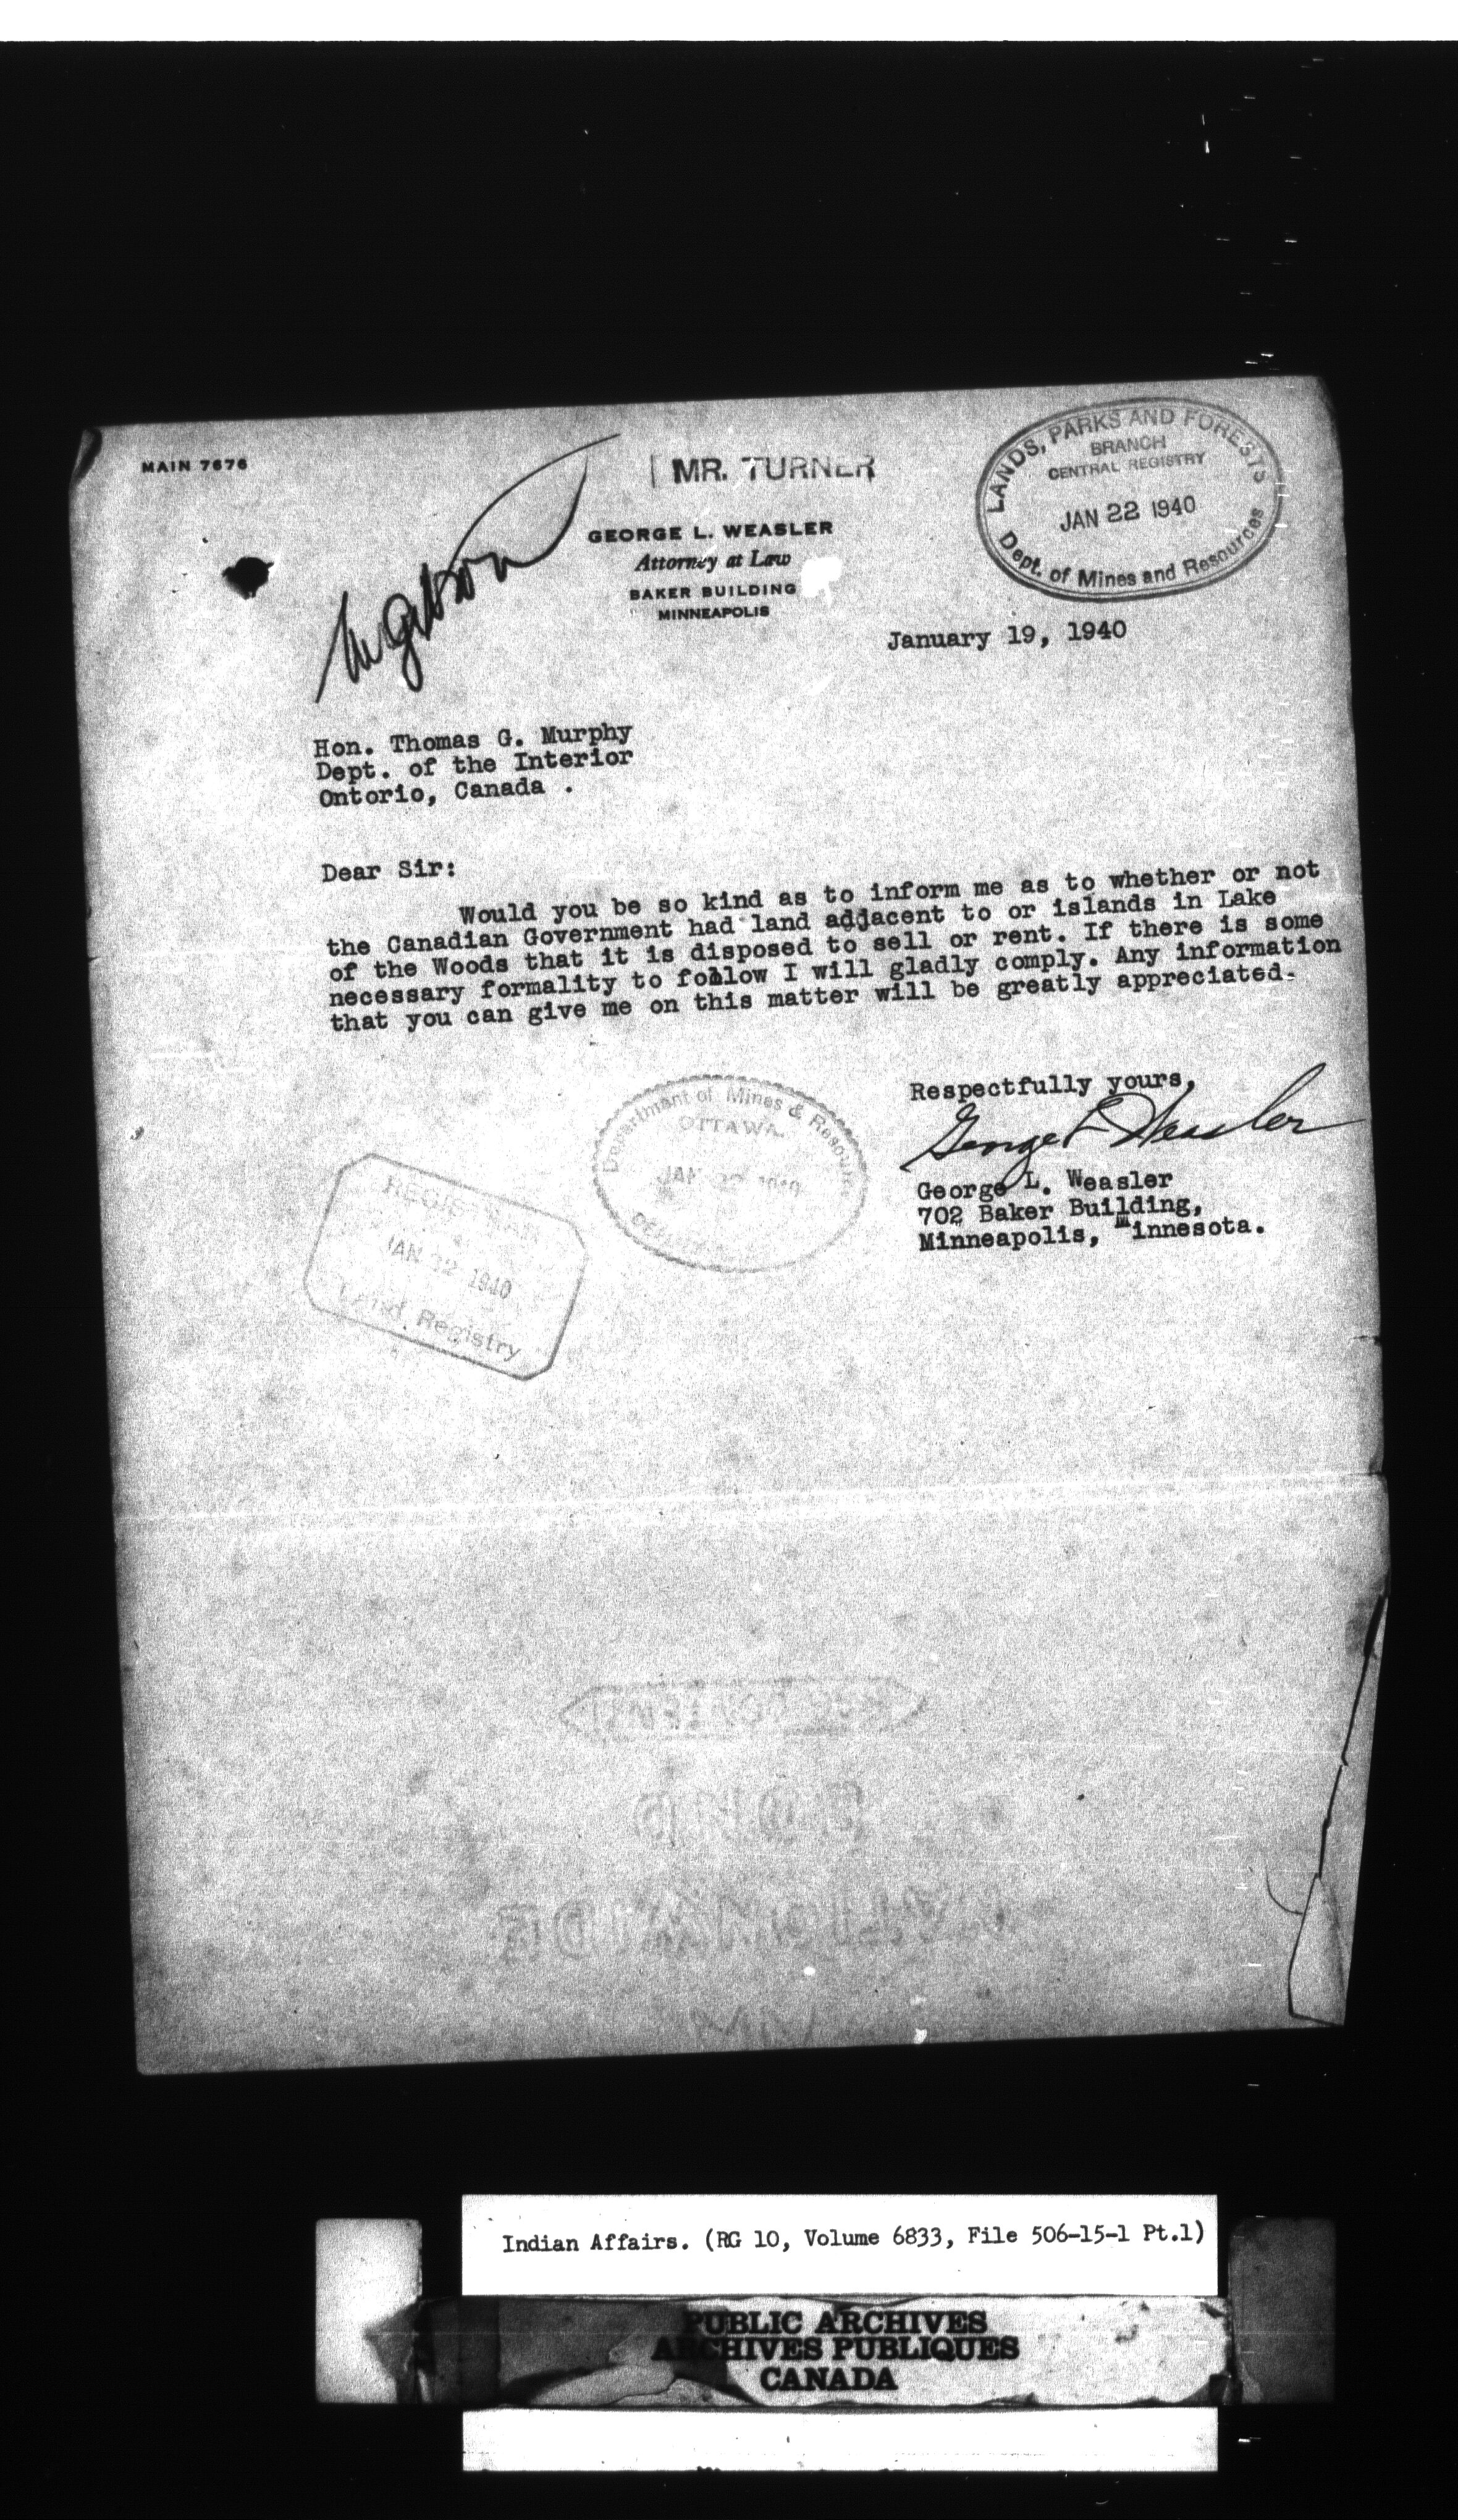 MAIN 7676
MR. TURNER
LANDS, PARKS AND FORESTS
BRANCH
CENTRAL REGISTRY
JAN 22 1940
Dept. of Mines and Resources
GEORGE L. WEASLER
Attorney at Law
BAKER BUILDING
MINNEAPOLIS
January 19, 1940
Hon. Thomas G. Murphy
Dept. of the Interior
Ontorio, Canada .
Dear Sir:
Would you be so kind as to inform me as to whether or not
the Canadian Government had land adjacent to or islands in Lake
of the Woods that it is disposed to sell or rent. If there is some
necessary formality to follow I will gladly comply. Any information
that you can give me on this matter will be greatly appreciated.
Respectfully yours,
George L Weasler
George L. Weasler
702 Baker Building,
Minneapolis, Minnesota.
Department of Mines & Resources
OTTAWA
JAN 22 1940
JAN 22 1940
Land Registry
Indian Affairs. (RG 10, Volume 6833, File 506-15-1 Pt.1)
PUBLIC ARCHIVES
ARCHIVES PUBLIQUES
CANADA